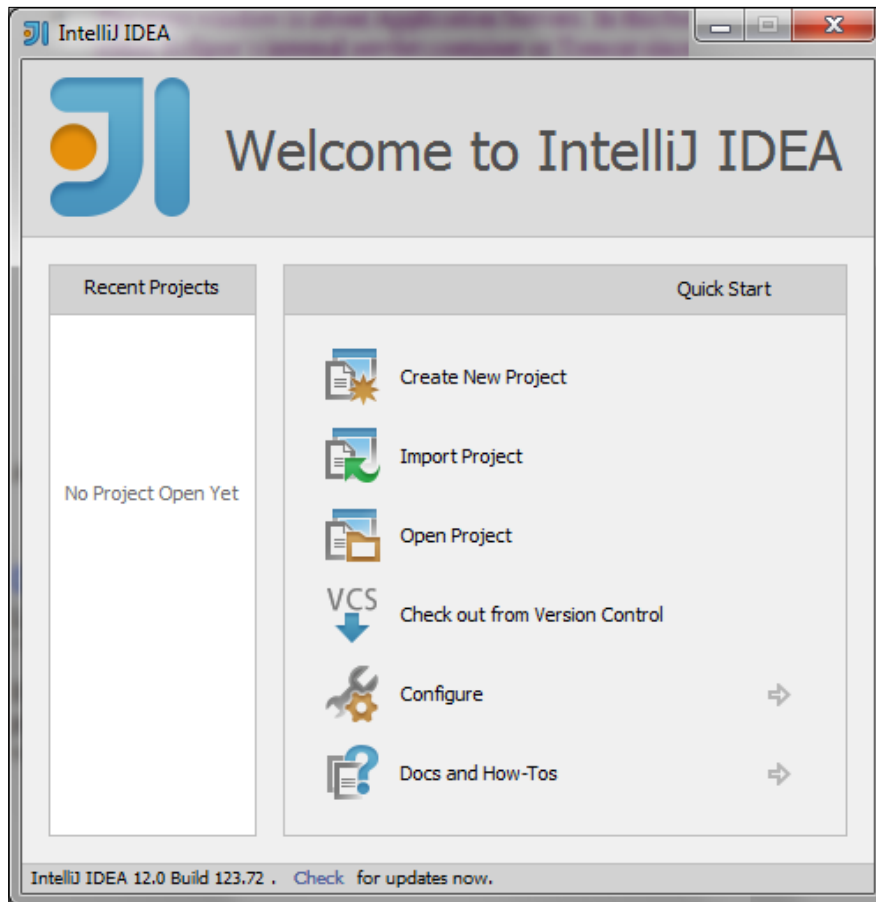 IntelliJ IDEA
Welcome to IntelliJ IDEA
Recent Projects
No Project Open Yet
Quick Start
Create New Project
Import Project
Open Project
VCS
Check out from Version Control
Configure
Docs and How-Tos
IntelliJ IDEA 12.0 Build 123.72 . Check for updates now.